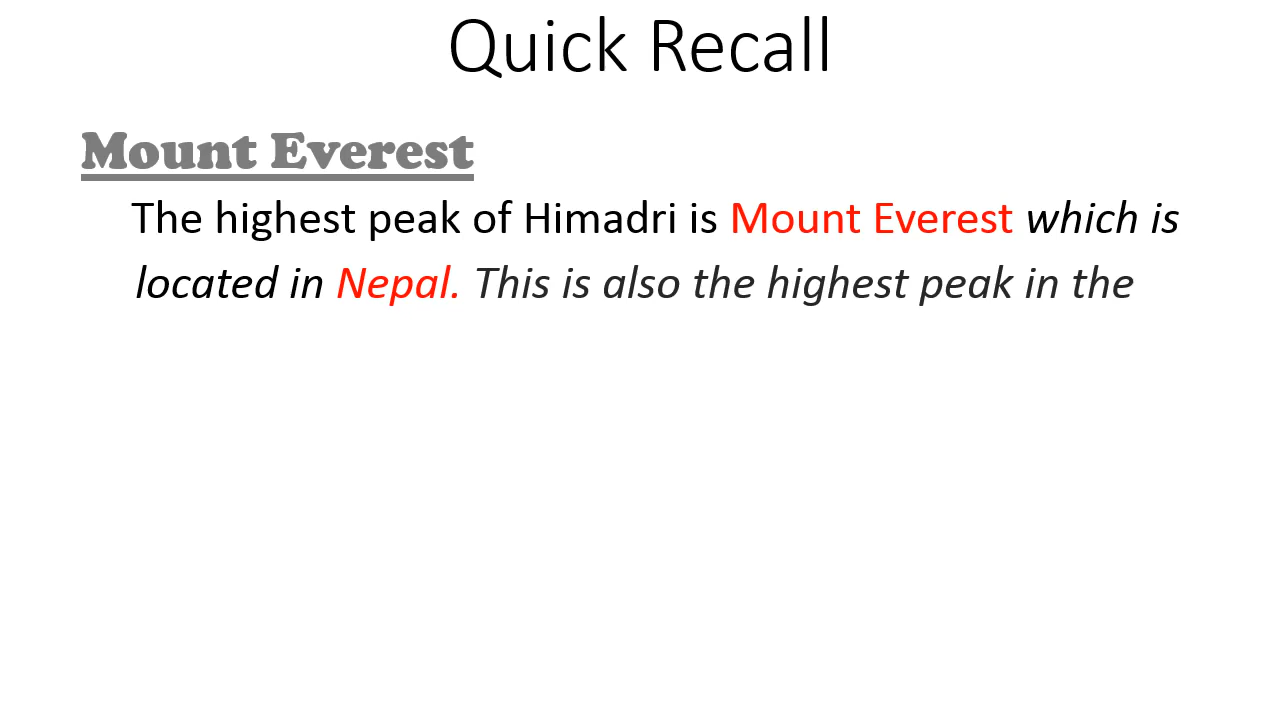 Quick Recall
Mount Everest
The highest peak of Himadri is Mount Everest which is
located in Nepal. This is also the highest peak in the